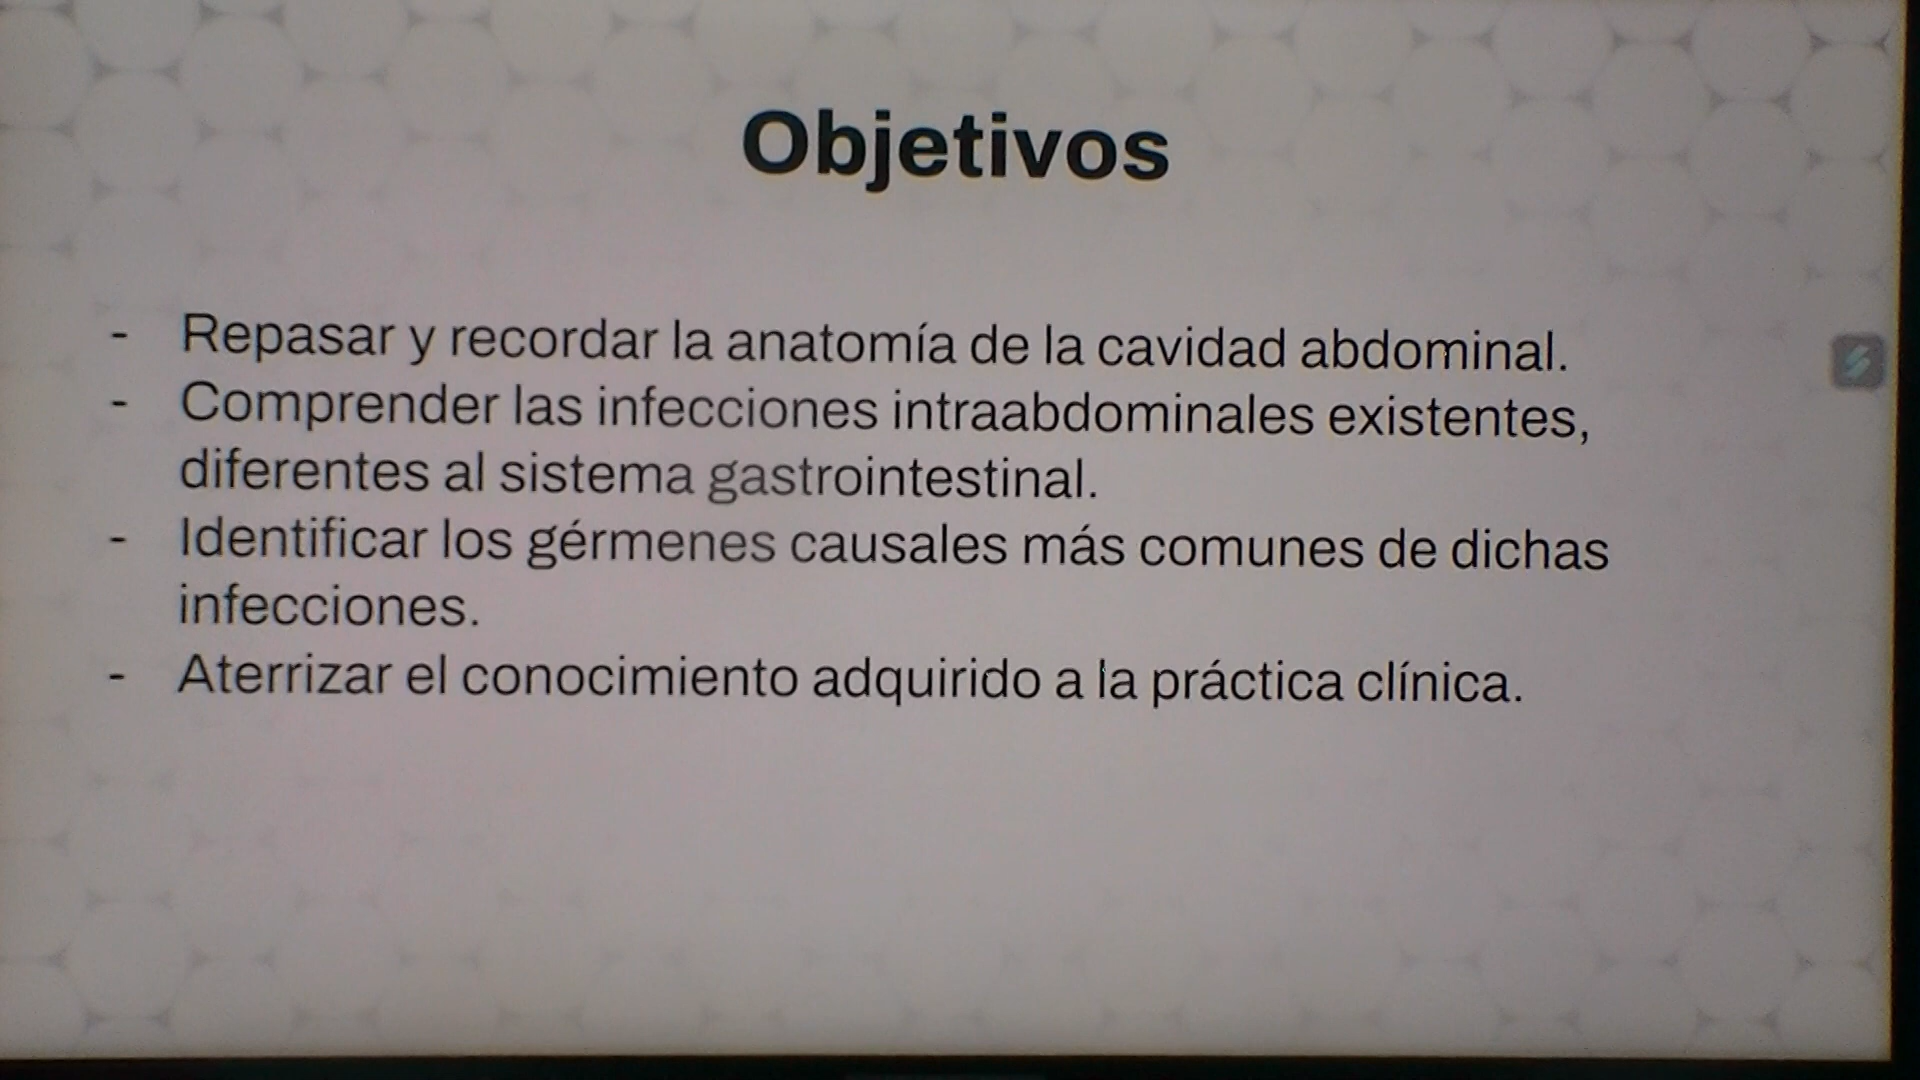 Objetivos
- Repasar y recordar la anatomía de la cavidad abdominal.
- Comprender las infecciones intraabdominales existentes,
diferentes al sistema gastrointestinal.
- Identificar los gérmenes causales más comunes de dichas
infecciones.
- Aterrizar el conocimiento adquirido a la práctica clínica.